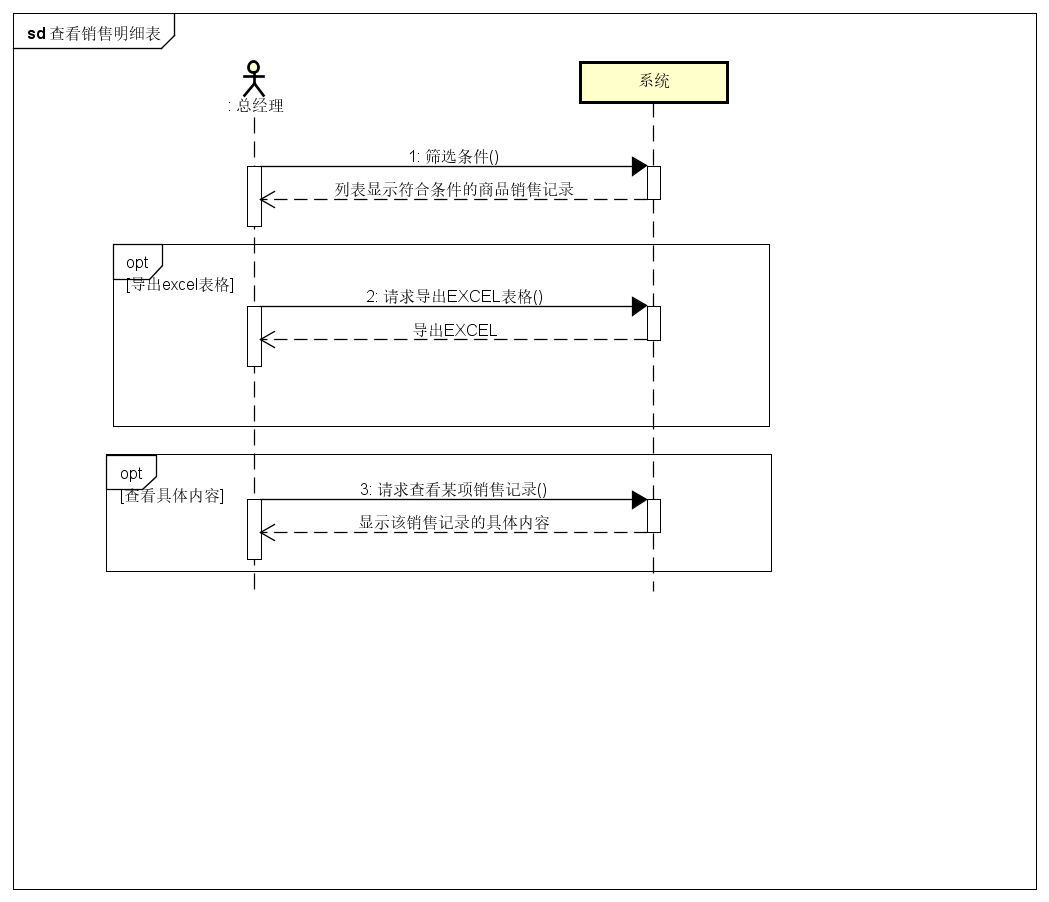 sd 查看销售明细表
: 总经理
系统
1: 筛选条件()
列表显示符合条件的商品销售记录
opt
[导出excel表格]
2: 请求导出EXCEL表格()
导出EXCEL
opt
[查看具体内容]
3: 请求查看某项销售记录()
显示该销售记录的具体内容